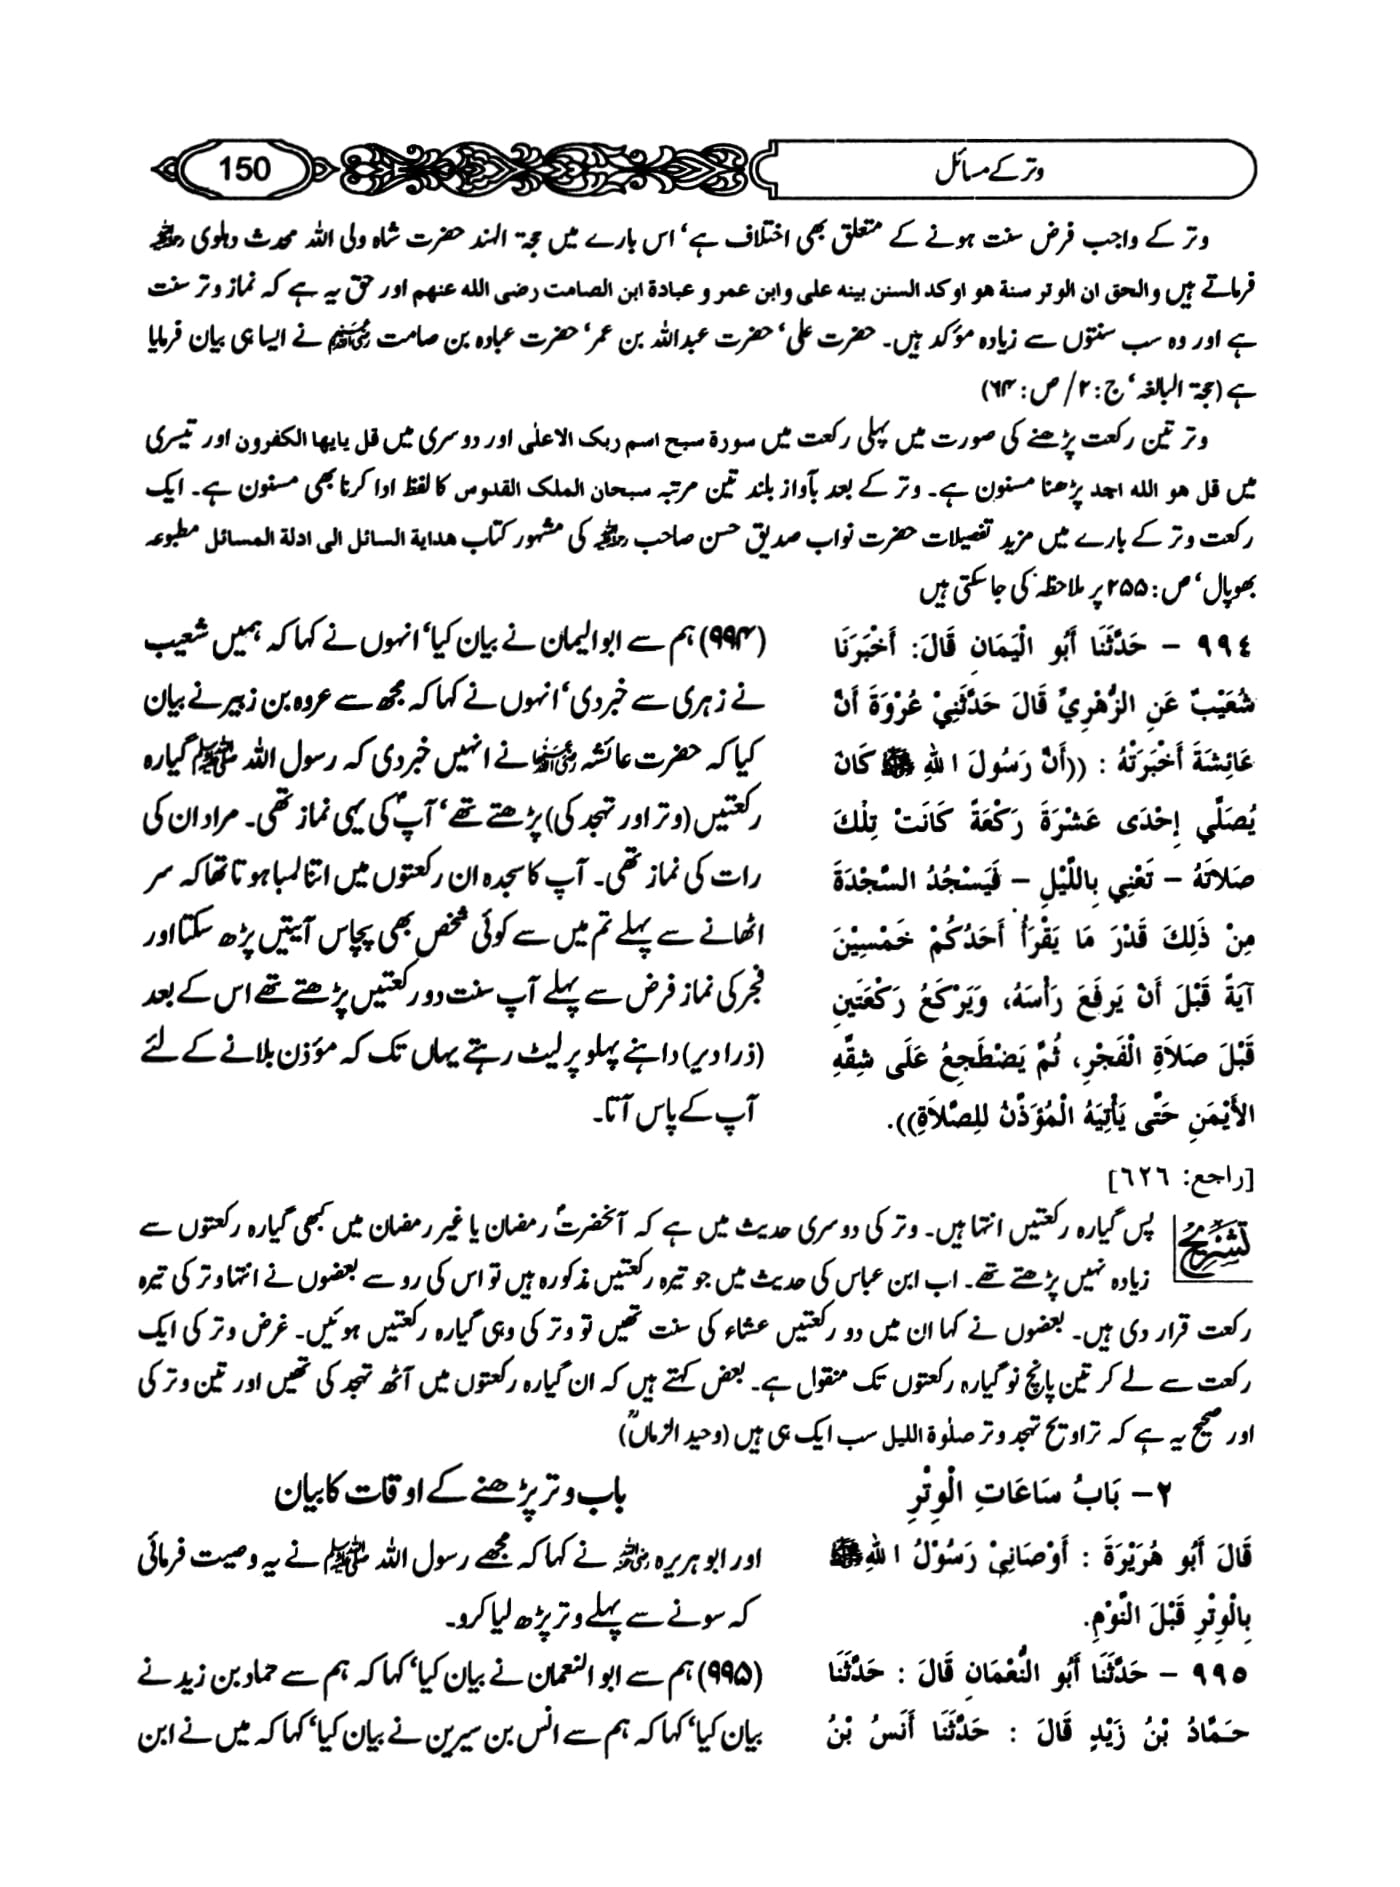 وتر کے مسائل
150
وتر کے واجب فرض سنت ہونے کے متعلق بھی اختلاف ہے‘ اس بارے میں حجۃ الہند حضرت شاہ ولی اللہ محدث دہلوی رحمۃ اللہ علیہ
فرماتے ہیں والحق ان الوتر سنة هو اوكد السنن بينه على وابن عمر و عبادة ابن الصامت رضى الله عنهم اور حق یہ ہے کہ نماز وتر سنت
ہے اور وہ سب سنتوں سے زیادہ مؤکد ہیں۔ حضرت علی‘ حضرت عبداللہ بن عمر‘ حضرت عبادہ بن صامت رضی اللہ عنہم نے ایسا ہی بیان فرمایا
ہے (حجۃ البالغہ‘ ج:۲/ ص:۶۴)
وتر تین رکعت پڑھنے کی صورت میں پہلی رکعت میں سورۃ سبح اسم ربک الاعلی اور دوسری میں قل یایها الکفرون اور تیسری
میں قل هو الله احد پڑھنا مسنون ہے۔ وتر کے بعد بآواز بلند تین مرتبہ سبحان الملک القدوس کا لفظ ادا کرنا بھی مسنون ہے۔ ایک
رکعت وتر کے بارے میں مزید تفصیلات حضرت نواب صدیق حسن صاحب رحمۃ اللہ علیہ کی مشہور کتاب هداية السائل الى ادلة المسائل مطبوعہ
بھوپال‘ ص:۲۵۵ پر ملاحظہ کی جا سکتی ہیں
٩٩٤ – حَدَّثَنَا أَبُو الْيَمَانِ قَالَ: أَخْبَرَنَا
شُعَيْبٌ عَنِ الزُّهْرِيِّ قَالَ حَدَّثَنِيْ عُرْوَةَ أَنَّ
عَائِشَةَ أَخْبَرَتْهُ : ((أَنَّ رَسُولَ اللهِ ﷺ كَانَ
يُصَلِّي إِحْدَى عَشْرَةَ رَكْعَةً كَانَتْ تِلْكَ
صَلاَتَهُ – تَعْنِي بِاللَّيْلِ – فَيَسْجُدُ السَّجْدَةَ
مِنْ ذَلِكَ قَدْرَ مَا يَقْرَأُ أَحَدُكُمْ خَمْسِيْنَ
آيَةً قَبْلَ أَنْ يَرفَعَ رَأْسَهُ، وَيَرْكَعُ رَكْعَتَينِ
قَبْلَ صَلاَةِ الْفَجْرِ، ثُمَّ يَضْطَجِعُ عَلَى شِقِّهِ
الأَيْمَنِ حَتَّى يَأْتِيَهُ الْمُؤَذِّنُ لِلصَّلاَةِ)).
[راجع: ٦٢٦]
(۹۹۴) ہم سے ابوالیمان نے بیان کیا‘ انہوں نے کہا کہ ہمیں شعیب
نے زہری سے خبر دی‘ انہوں نے کہا کہ مجھ سے عروہ بن زبیر نے بیان
کیا کہ حضرت عائشہ رضی اللہ عنہا نے انہیں خبر دی کہ رسول اللہ ﷺ گیارہ
رکعتیں (وتر اور تہجد کی) پڑھتے تھے‘ آپؐ کی یہی نماز تھی۔ مراد ان کی
رات کی نماز تھی۔ آپ کا سجدہ ان رکعتوں میں اتنا لمبا ہوتا تھا کہ سر
اٹھانے سے پہلے تم میں سے کوئی شخص بھی پچاس آیتیں پڑھ سکتا اور
فجر کی نماز فرض سے پہلے آپ سنت دو رکعتیں پڑھتے تھے اس کے بعد
(ذرا دیر) داہنے پہلو پر لیٹ رہتے یہاں تک کہ مؤذن بلانے کے لئے
آپ کے پاس آتا۔
تشریح
پس گیارہ رکعتیں انتہا ہیں۔ وتر کی دوسری حدیث میں ہے کہ آنحضرتؐ رمضان یا غیر رمضان میں کبھی گیارہ رکعتوں سے
زیادہ نہیں پڑھتے تھے۔ اب ابن عباس کی حدیث میں جو تیرہ رکعتیں مذکورہ ہیں تو اس کی رو سے بعضوں نے انتہا وتر کی تیرہ
رکعت قرار دی ہیں۔ بعضوں نے کہا ان میں دو رکعتیں عشاء کی سنت تھیں تو وتر کی وہی گیارہ رکعتیں ہوئیں۔ غرض وتر کی ایک
رکعت سے لے کر تین پانچ نو گیارہ رکعتوں تک منقول ہے۔ بعض کہتے ہیں کہ ان گیارہ رکعتوں میں آٹھ تہجد کی تھیں اور تین وتر کی
اور صحیح یہ ہے کہ تراویح تہجد وتر صلوٰۃ اللیل سب ایک ہی ہیں (وحید الزماںؒ)
٢– بَابُ سَاعَاتِ الْوِتْرِ
قَالَ أَبُو هُرَيْرَةَ : أَوْصَانِيْ رَسُوْلُ اللهِ ﷺ
بِالْوِتْرِ قَبْلَ النَّوْمِ.
٩٩٥ – حَدَّثَنَا أَبُو النُّعْمَانِ قَالَ : حَدَّثَنَا
حَمَّادُ بْنُ زَيْدٍ قَالَ : حَدَّثَنَا أَنَسُ بْنُ
باب وتر پڑھنے کے اوقات کا بیان
اور ابو ہریرہ رضی اللہ عنہ نے کہا کہ مجھے رسول اللہ ﷺ نے یہ وصیت فرمائی
کہ سونے سے پہلے وتر پڑھ لیا کرو۔
(۹۹۵) ہم سے ابوالنعمان نے بیان کیا‘ کہا کہ ہم سے حماد بن زید نے
بیان کیا‘ کہا کہ ہم سے انس بن سیرین نے بیان کیا‘ کہا کہ میں نے ابن